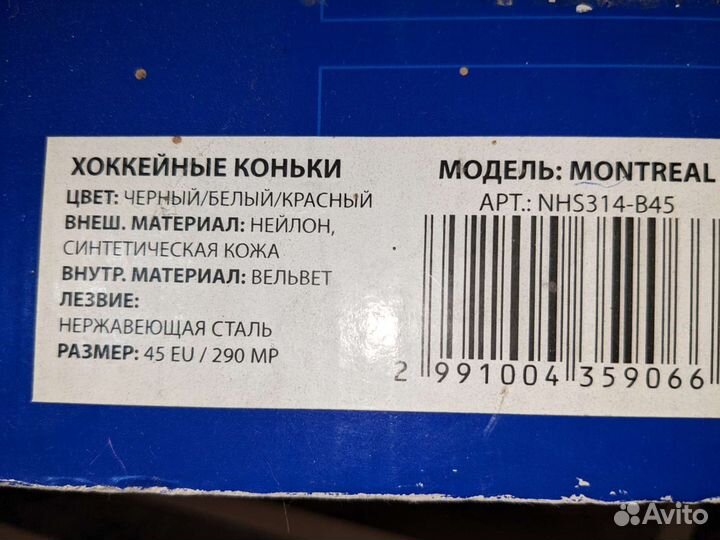 ХОККЕЙНЫЕ КОНЬКИ
ЦВЕТ: ЧЕРНЫЙ/БЕЛЫЙ/КРАСНЫЙ
ВНЕШ. МАТЕРИАЛ: НЕЙЛОН,
СИНТЕТИЧЕСКАЯ КОЖА
ВНУТР. МАТЕРИАЛ: ВЕЛЬВЕТ
ЛЕЗВИЕ:
НЕРЖАВЕЮЩАЯ СТАЛЬ
РАЗМЕР: 45 EU / 290 МР
МОДЕЛЬ: MONTREAL
АРТ.: NHS314-B45
2 991004 359066
Avito